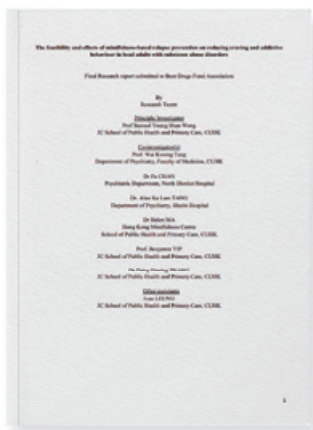 The feasibility and effects of mindfulness-based relapse prevention on reducing craving and addictive
behaviour in local adults with substance abuse disorders
Final Research report submitted to Beat Drugs Fund Association
By
Research Team
Principle Investigator
Prof Samuel Yeung Shan Wong
JC School of Public Health and Primary Care, CUHK
Co-investigator(s)
Prof. Wai Kwong Tang
Department of Psychiatry, Faculty of Medicine, CUHK
Dr Fu CHAN
Psychiatric Department, North District Hospital
Dr. Alan Kai Lun TANG
Department of Psychiatry, Shatin Hospital
Dr Helen MA
Hong Kong Mindfulness Centre
School of Public Health and Primary Care, CUHK
Prof. Benjamin YIP
JC School of Public Health and Primary Care, CUHK
JC School of Public Health and Primary Care, CUHK
Other assistants
LEUNG
JC School of Public Health and Primary Care, CUHK